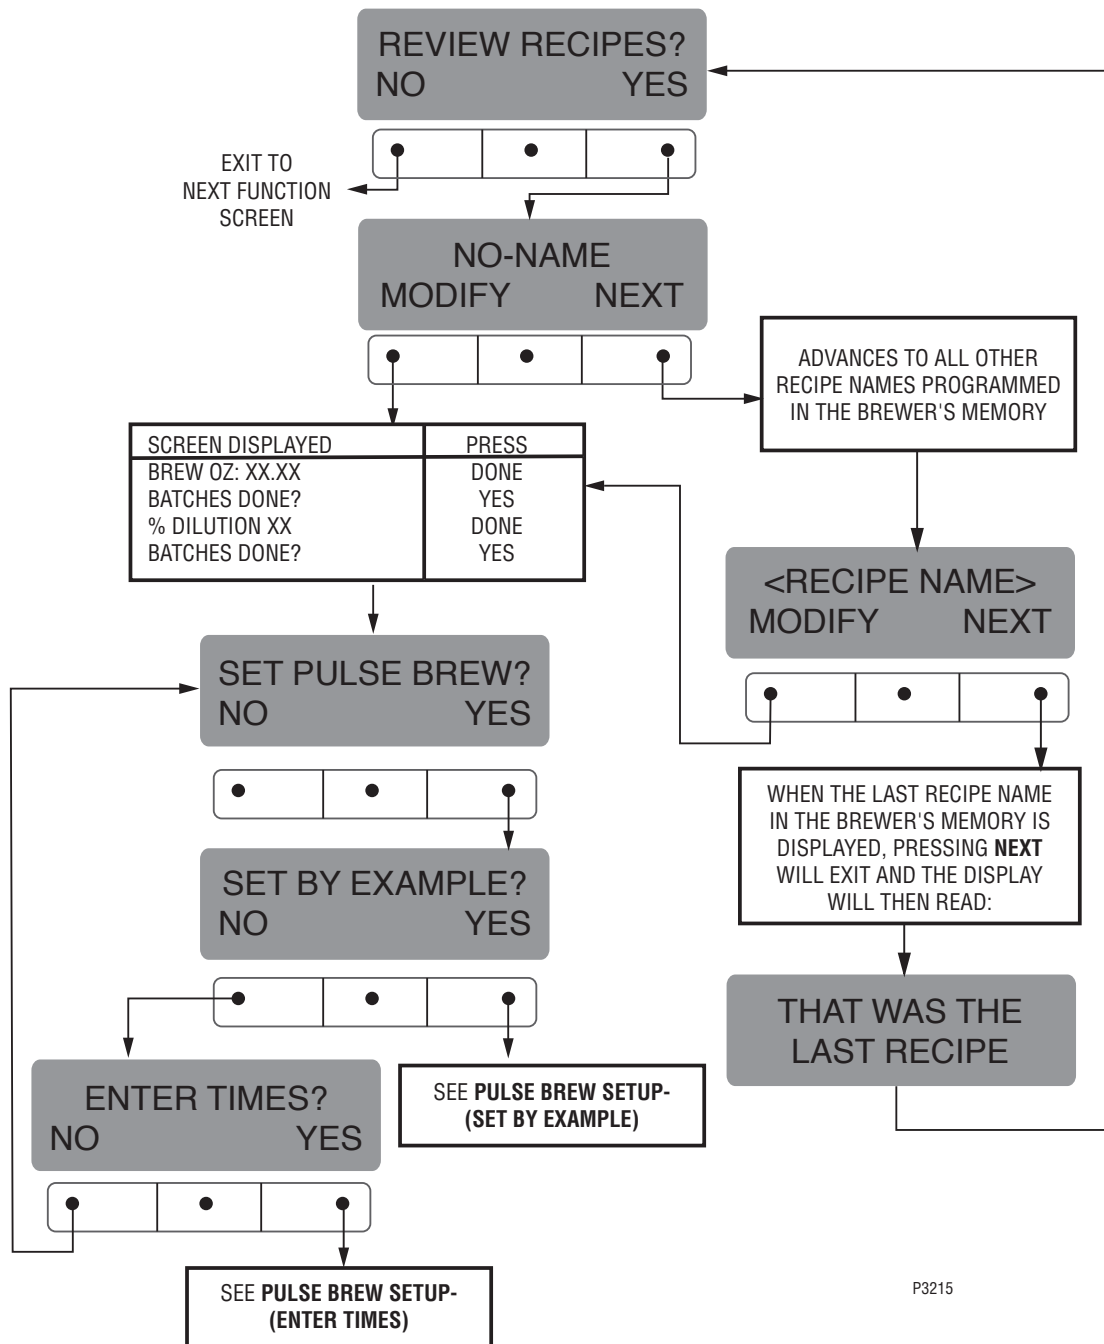 REVIEW RECIPES?
NO YES
EXIT TO
NEXT FUNCTION
SCREEN
NO-NAME
MODIFY NEXT
ADVANCES TO ALL OTHER
RECIPE NAMES PROGRAMMED
IN THE BREWER'S MEMORY
SCREEN DISPLAYED PRESS
BREW OZ: XX.XX DONE
BATCHES DONE? YES
% DILUTION XX DONE
BATCHES DONE? YES
<RECIPE NAME>
MODIFY NEXT
SET PULSE BREW?
NO YES
WHEN THE LAST RECIPE NAME
IN THE BREWER'S MEMORY IS
DISPLAYED, PRESSING NEXT
WILL EXIT AND THE DISPLAY
WILL THEN READ:
SET BY EXAMPLE?
NO YES
THAT WAS THE
LAST RECIPE
ENTER TIMES?
NO YES
SEE PULSE BREW SETUP-
(SET BY EXAMPLE)
SEE PULSE BREW SETUP-
(ENTER TIMES)
P3215